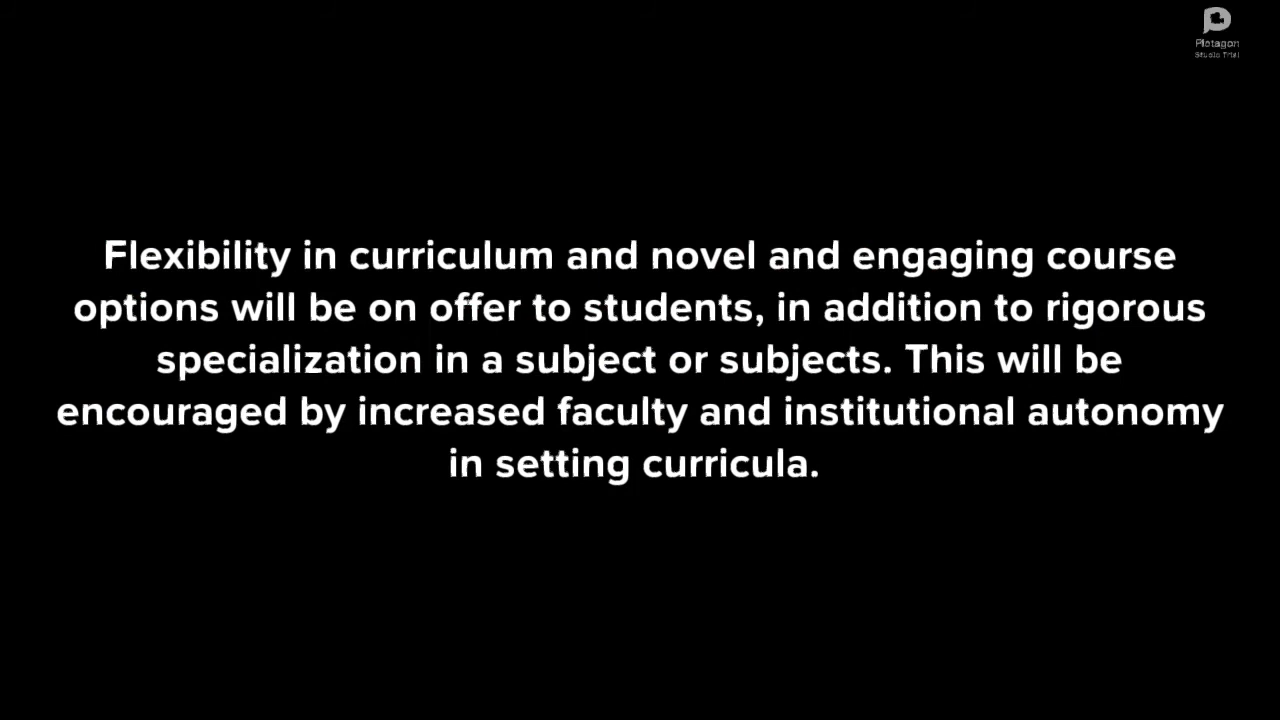 Plotagon
Studio Trial
Flexibility in curriculum and novel and engaging course
options will be on offer to students, in addition to rigorous
specialization in a subject or subjects. This will be
encouraged by increased faculty and institutional autonomy
in setting curricula.